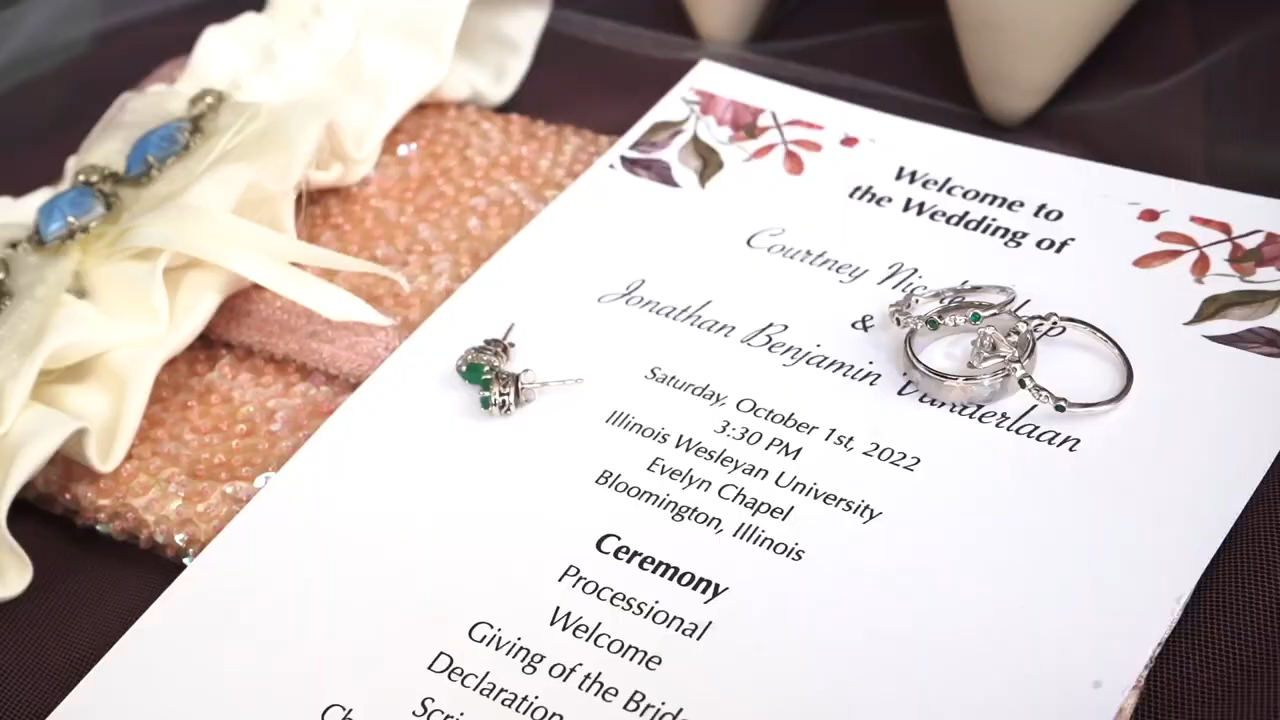 Welcome to
the Wedding of
Courtney
&
Jonathan Benjamin Vanderlaan
Saturday, October 1st, 2022
3:30 PM
Illinois Wesleyan University
Evelyn Chapel
Bloomington, Illinois
Ceremony
Processional
Welcome
Giving of the Bride
Declaration